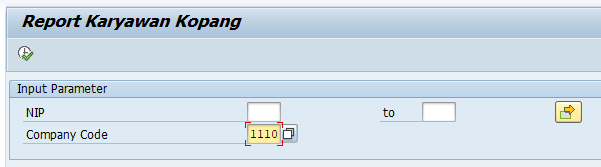 Report Karyawan Kopang
Input Parameter
NIP to
Company Code 1110